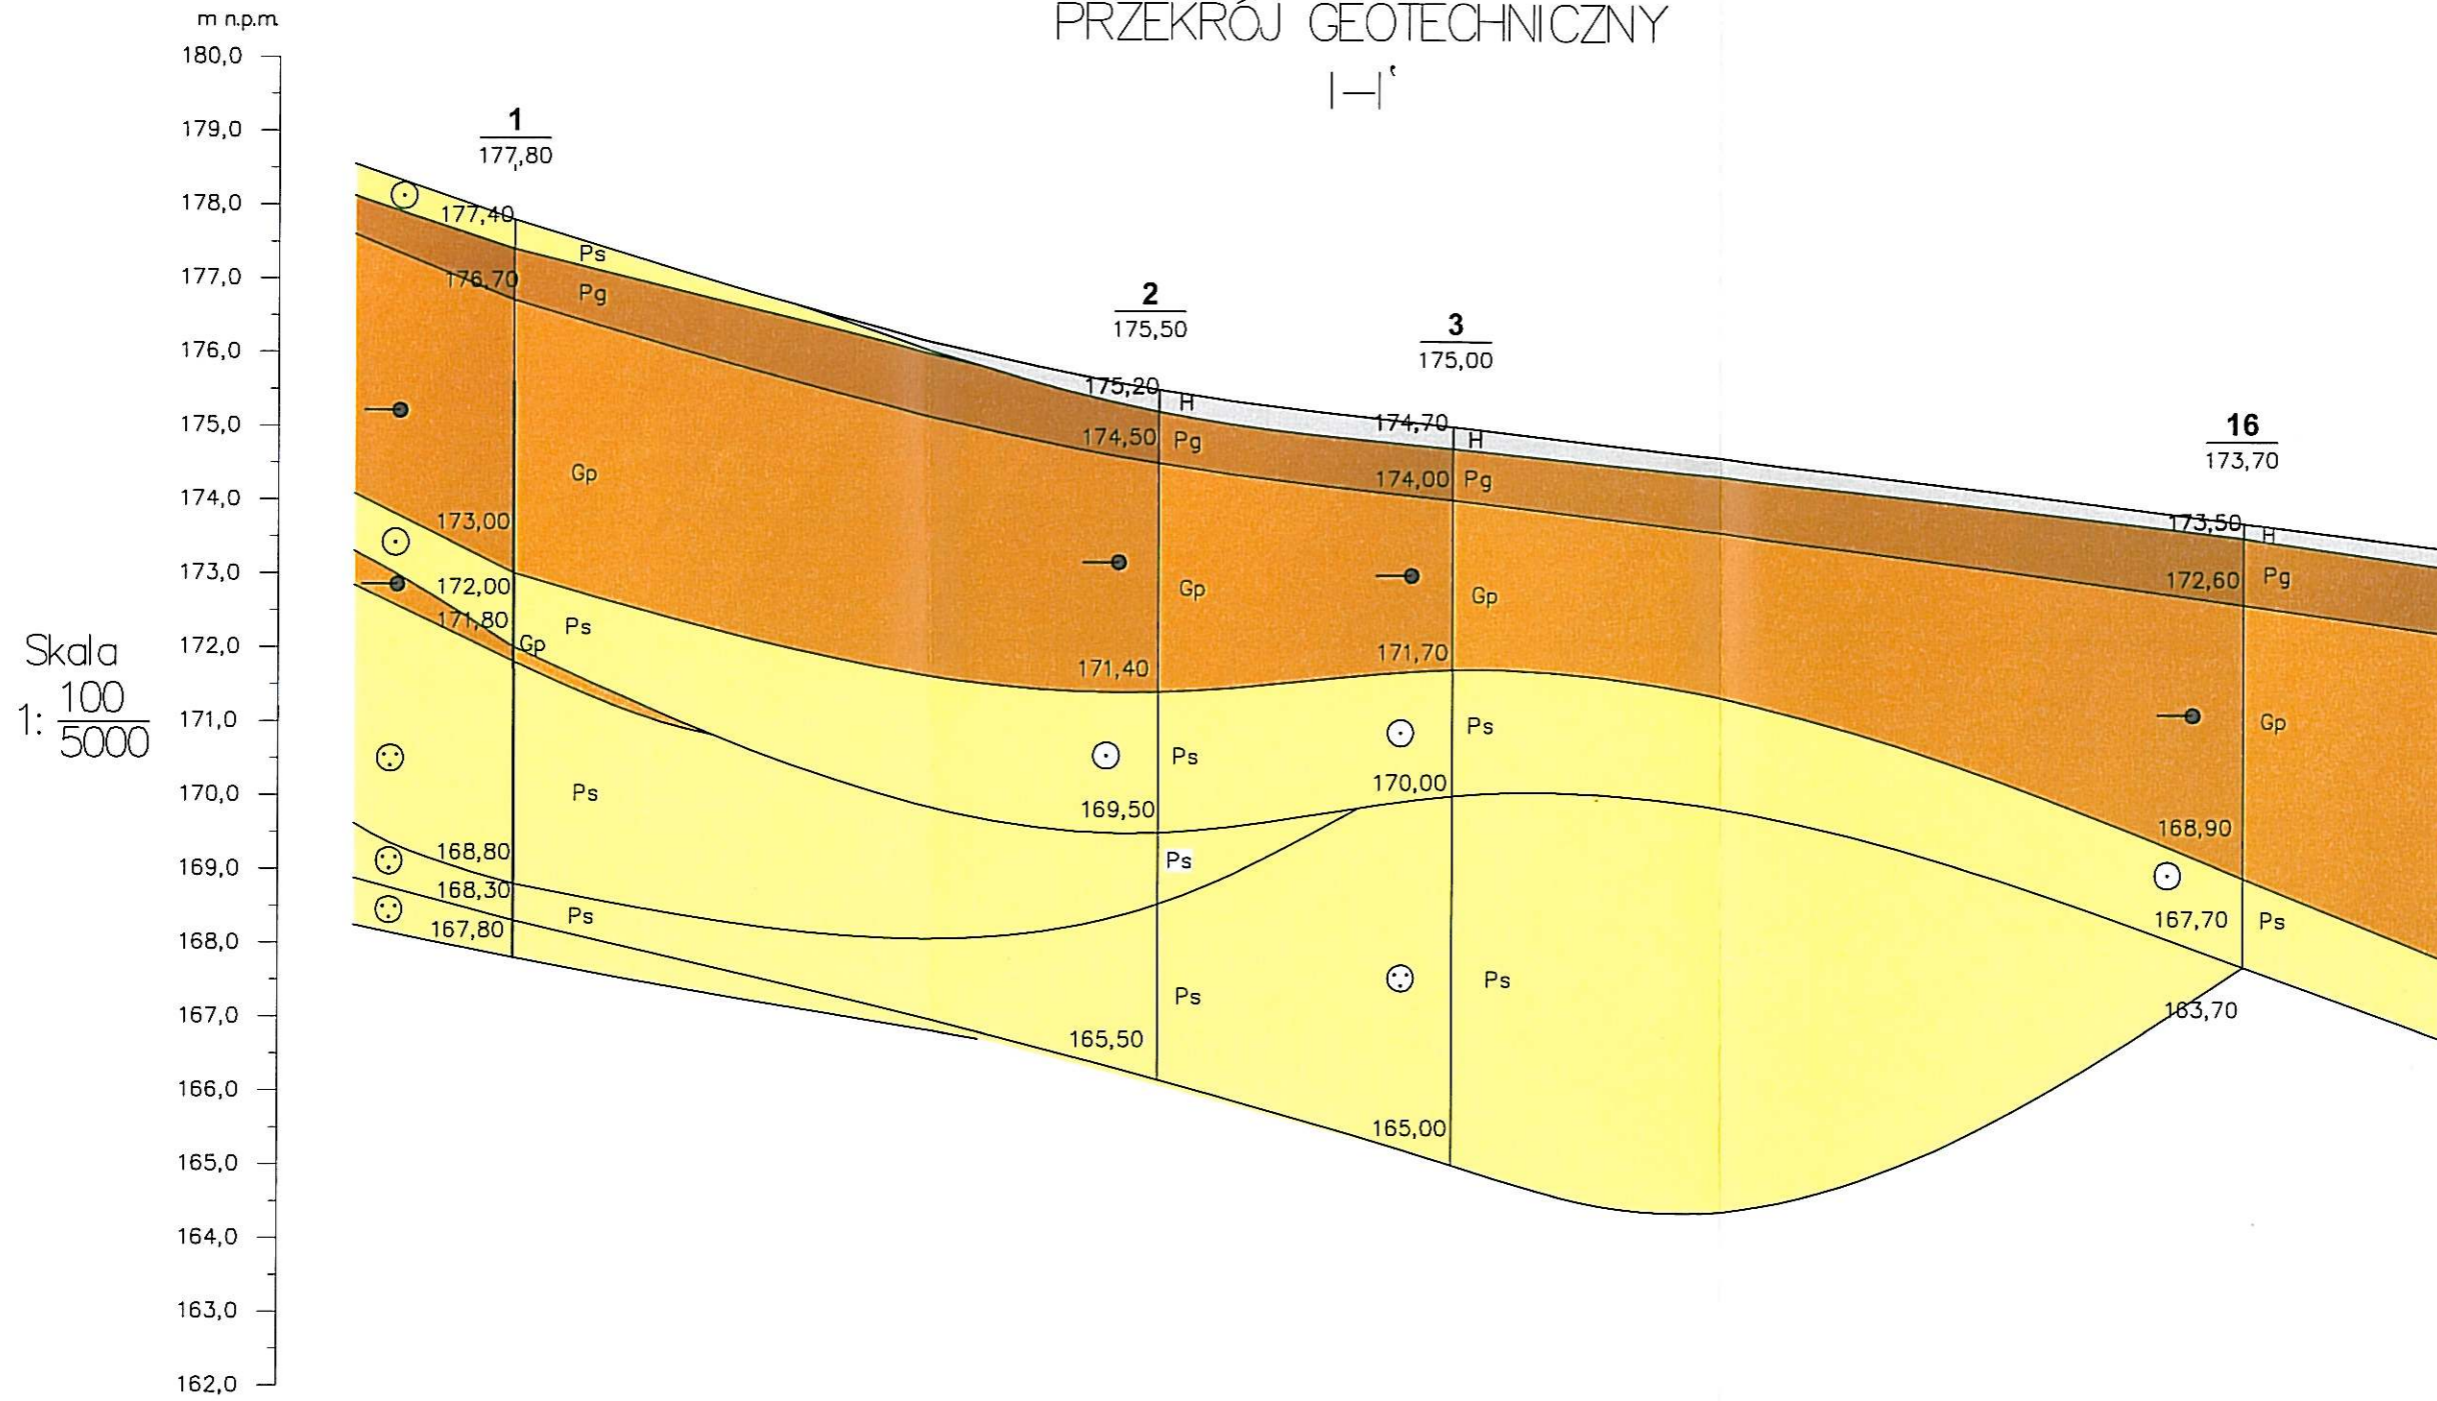 PRZEKRÓJ GEOTECHNICZNY
I—I'
m n.p.m.
180,0
179,0
178,0
177,0
176,0
175,0
174,0
173,0
172,0
171,0
170,0
169,0
168,0
167,0
166,0
165,0
164,0
163,0
162,0
Skala
1: 100
5000
1
177,80
177,40
Ps
176,70
Pg
Gp
173,00
172,00
Ps
171,80
Gp
Ps
168,80
168,30
Ps
167,80
2
175,50
175,20
H
174,50
Pg
Gp
171,40
Ps
169,50
Ps
Ps
165,50
3
175,00
174,70
H
174,00
Pg
Gp
171,70
Ps
170,00
Ps
165,00
16
173,70
173,50
H
172,60
Pg
Gp
168,90
167,70
Ps
163,70